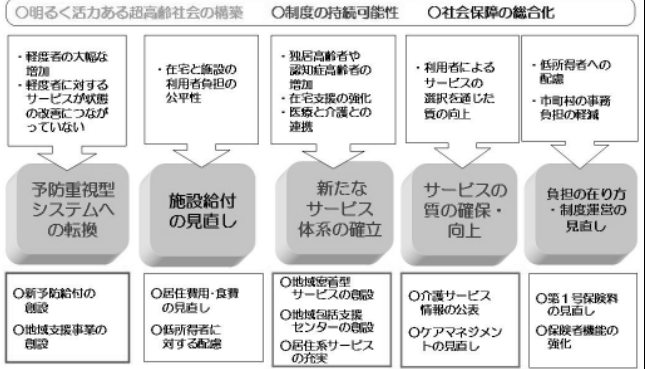 〇明るく活力ある超高齢社会の構築 〇制度の持続可能性 〇社会保障の総合化
・軽度者の大幅な
増加
・軽度者に対する
サービスが状態
の改善につなが
っていない
・在宅と施設の
利用者負担の
公平性
・独居高齢者や
認知症高齢者の
増加
・在宅支援の強化
・医療と介護との
連携
・利用者による
サービスの
選択を通じた
質の向上
・低所得者への
配慮
・市町村の事務
負担の軽減
予防重視型
システムへ
の転換
施設給付
の見直し
新たな
サービス
体系の確立
サービスの
質の確保・
向上
負担の在り方
・制度運営の
見直し
〇新予防給付の
創設
〇地域支援事業の
創設
〇居住費用・食費
の見直し
〇低所得者に
対する配慮
〇地域密着型
サービスの創設
〇地域包括支援
センターの創設
〇居住系サービス
の充実
〇介護サービス
情報の公表
〇ケアマネジメン
トの見直し
〇第1号保険料
の見直し
〇保険者機能の
強化